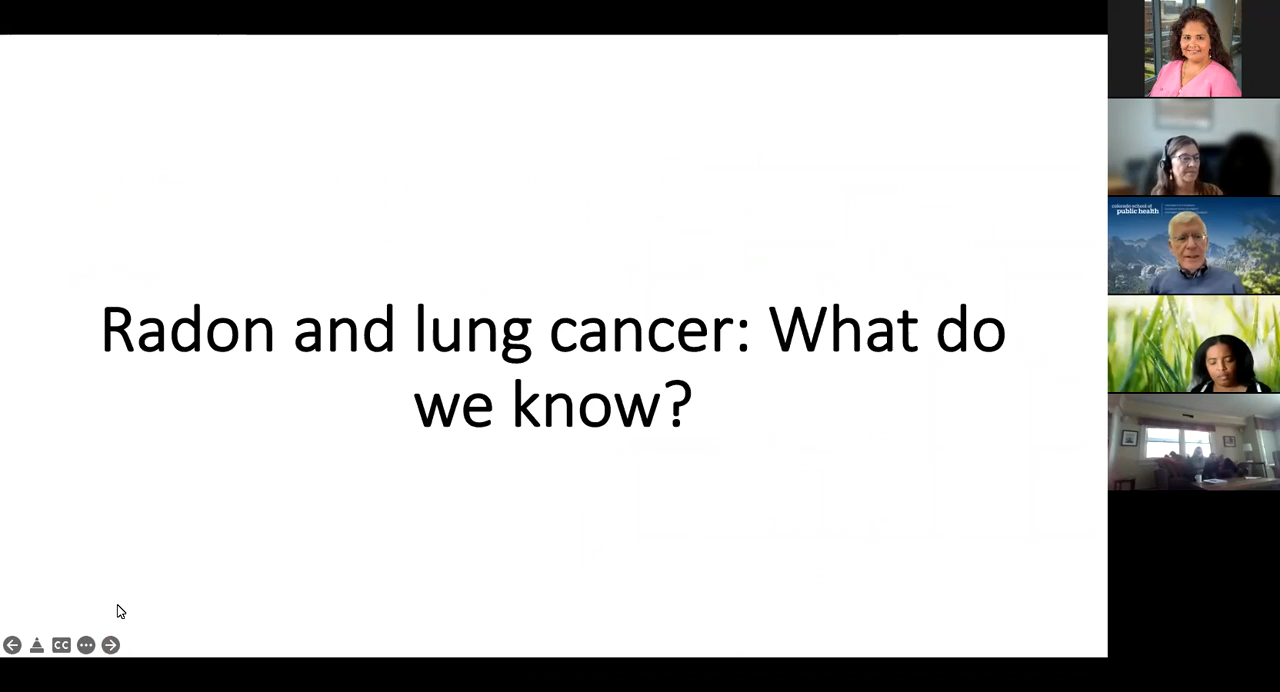 Radon and lung cancer: What do
we know?
colorado school of
public health
CC